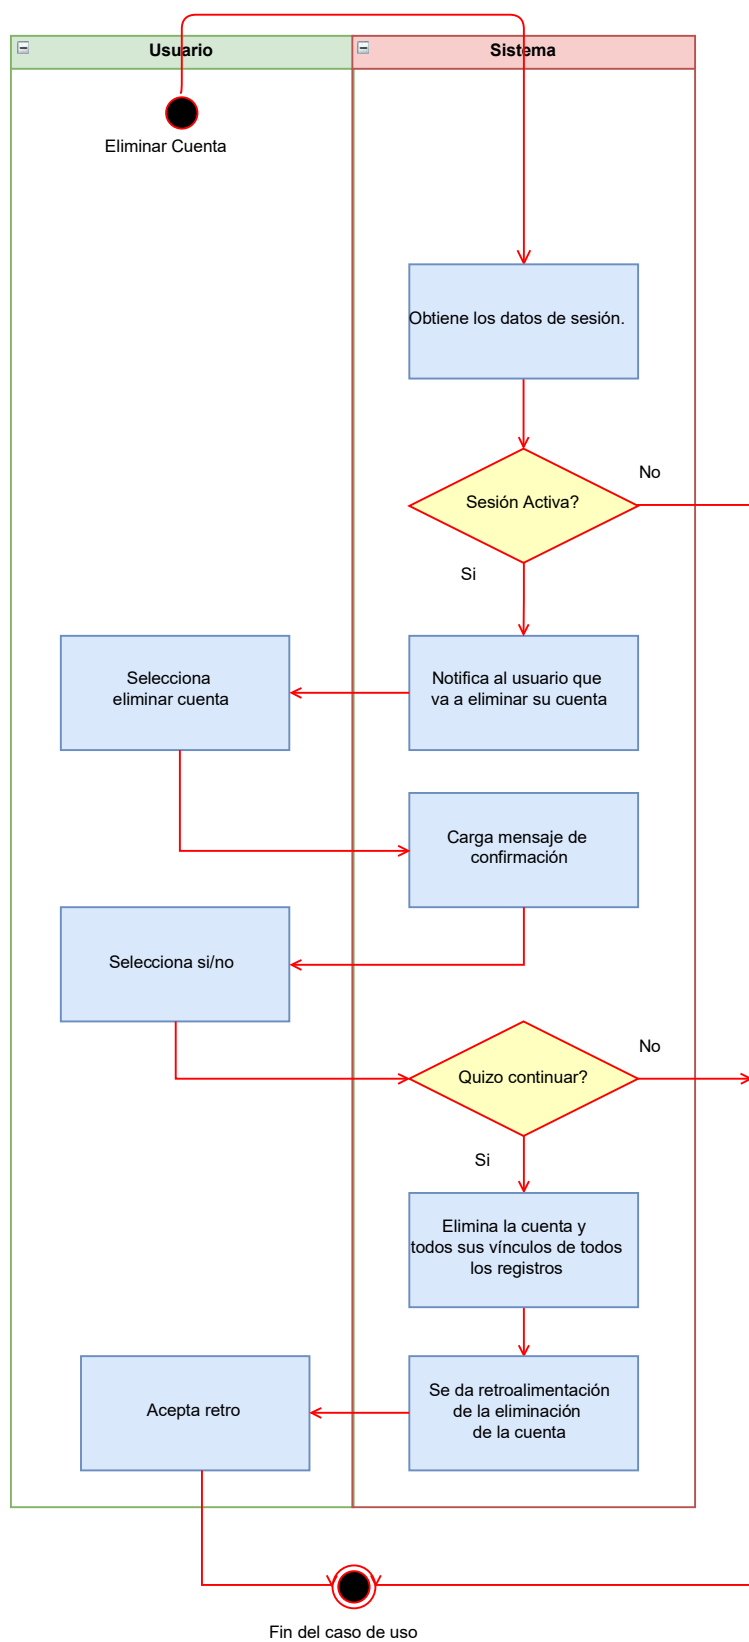 Usuario
Sistema
Eliminar Cuenta
Obtiene los datos de sesión.
No
Sesión Activa?
Si
Selecciona
eliminar cuenta
Notifica al usuario que
va a eliminar su cuenta
Carga mensaje de
confirmación
Selecciona si/no
No
Quizo continuar?
Si
Elimina la cuenta y
todos sus vínculos de todos
los registros
Acepta retro
Se da retroalimentación
de la eliminación
de la cuenta
Fin del caso de uso